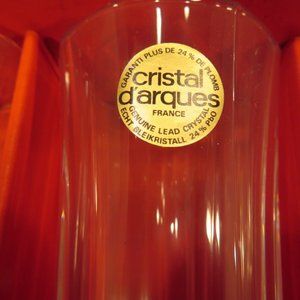 GARANTI PLUS DE 24 % DE PLOMB
cristal
d'arques
FRANCE
GENUINE LEAD CRYSTAL
ECHT BLEIKRISTALL 24 % PbO